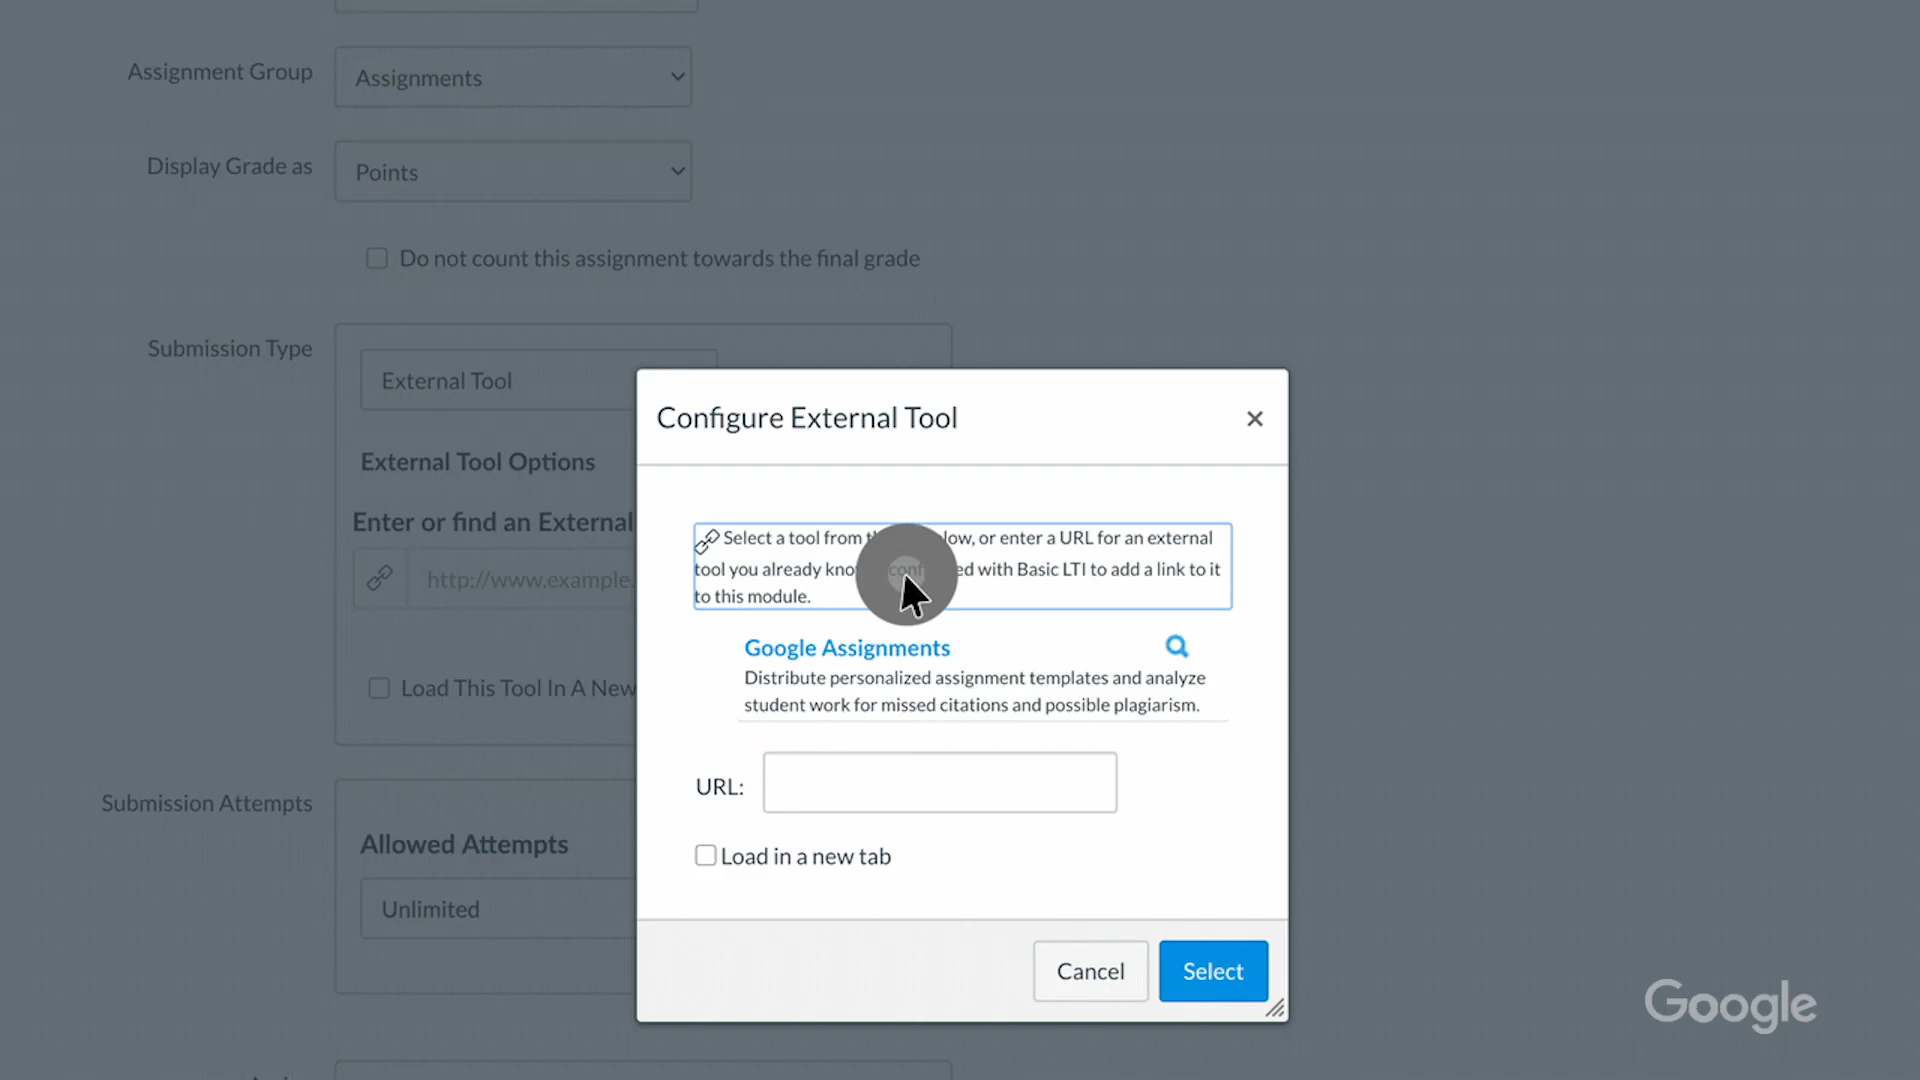 Assignment Group
Assignments
Display Grade as
Points
Do not count this assignment towards the final grade
Submission Type
External Tool
External Tool Options
Enter or find an External
http://www.example.
Load This Tool In A New
Submission Attempts
Allowed Attempts
Unlimited
Configure External Tool
Select a tool from low, or enter a URL for an external
tool you already with Basic LTI to add a link to it
to this module.
Google Assignments
Distribute personalized assignment templates and analyze
student work for missed citations and possible plagiarism.
URL:
Load in a new tab
Cancel
Select
Google